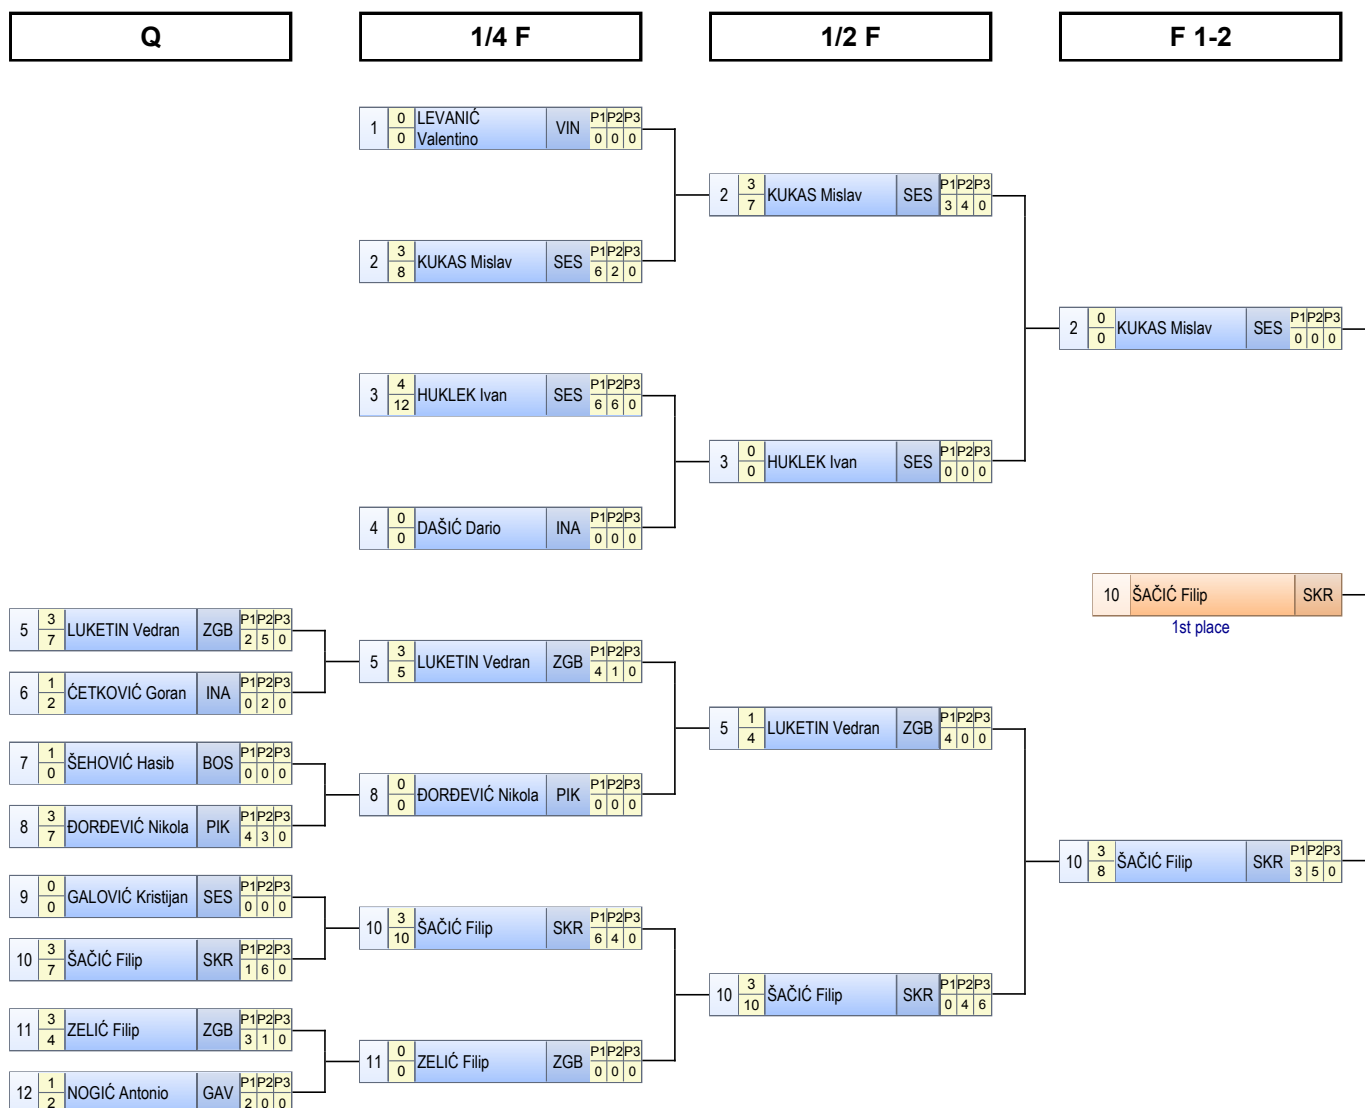 Q 1/4 F 1/2 F F 1-2
1 0 0 LEVANIĆ Valentino VIN P1 P2 P3 0 0 0
2 3 7 KUKAS Mislav SES P1 P2 P3 3 4 0
2 3 8 KUKAS Mislav SES P1 P2 P3 6 2 0
2 0 0 KUKAS Mislav SES P1 P2 P3 0 0 0
3 4 12 HUKLEK Ivan SES P1 P2 P3 6 6 0
3 0 0 HUKLEK Ivan SES P1 P2 P3 0 0 0
4 0 0 DAŠIĆ Dario INA P1 P2 P3 0 0 0
10 ŠAČIĆ Filip SKR
1st place
5 3 7 LUKETIN Vedran ZGB P1 P2 P3 2 5 0
5 3 5 LUKETIN Vedran ZGB P1 P2 P3 4 1 0
6 1 2 ĆETKOVIĆ Goran INA P1 P2 P3 0 2 0
5 1 4 LUKETIN Vedran ZGB P1 P2 P3 4 0 0
7 1 0 ŠEHOVIĆ Hasib BOS P1 P2 P3 0 0 0
8 0 0 ĐORĐEVIĆ Nikola PIK P1 P2 P3 0 0 0
8 3 7 ĐORĐEVIĆ Nikola PIK P1 P2 P3 4 3 0
10 3 8 ŠAČIĆ Filip SKR P1 P2 P3 3 5 0
9 0 0 GALOVIĆ Kristijan SES P1 P2 P3 0 0 0
10 3 10 ŠAČIĆ Filip SKR P1 P2 P3 6 4 0
10 3 7 ŠAČIĆ Filip SKR P1 P2 P3 1 6 0
10 3 10 ŠAČIĆ Filip SKR P1 P2 P3 0 4 6
11 3 4 ZELIĆ Filip ZGB P1 P2 P3 3 1 0
11 0 0 ZELIĆ Filip ZGB P1 P2 P3 0 0 0
12 1 2 NOGIĆ Antonio GAV P1 P2 P3 2 0 0